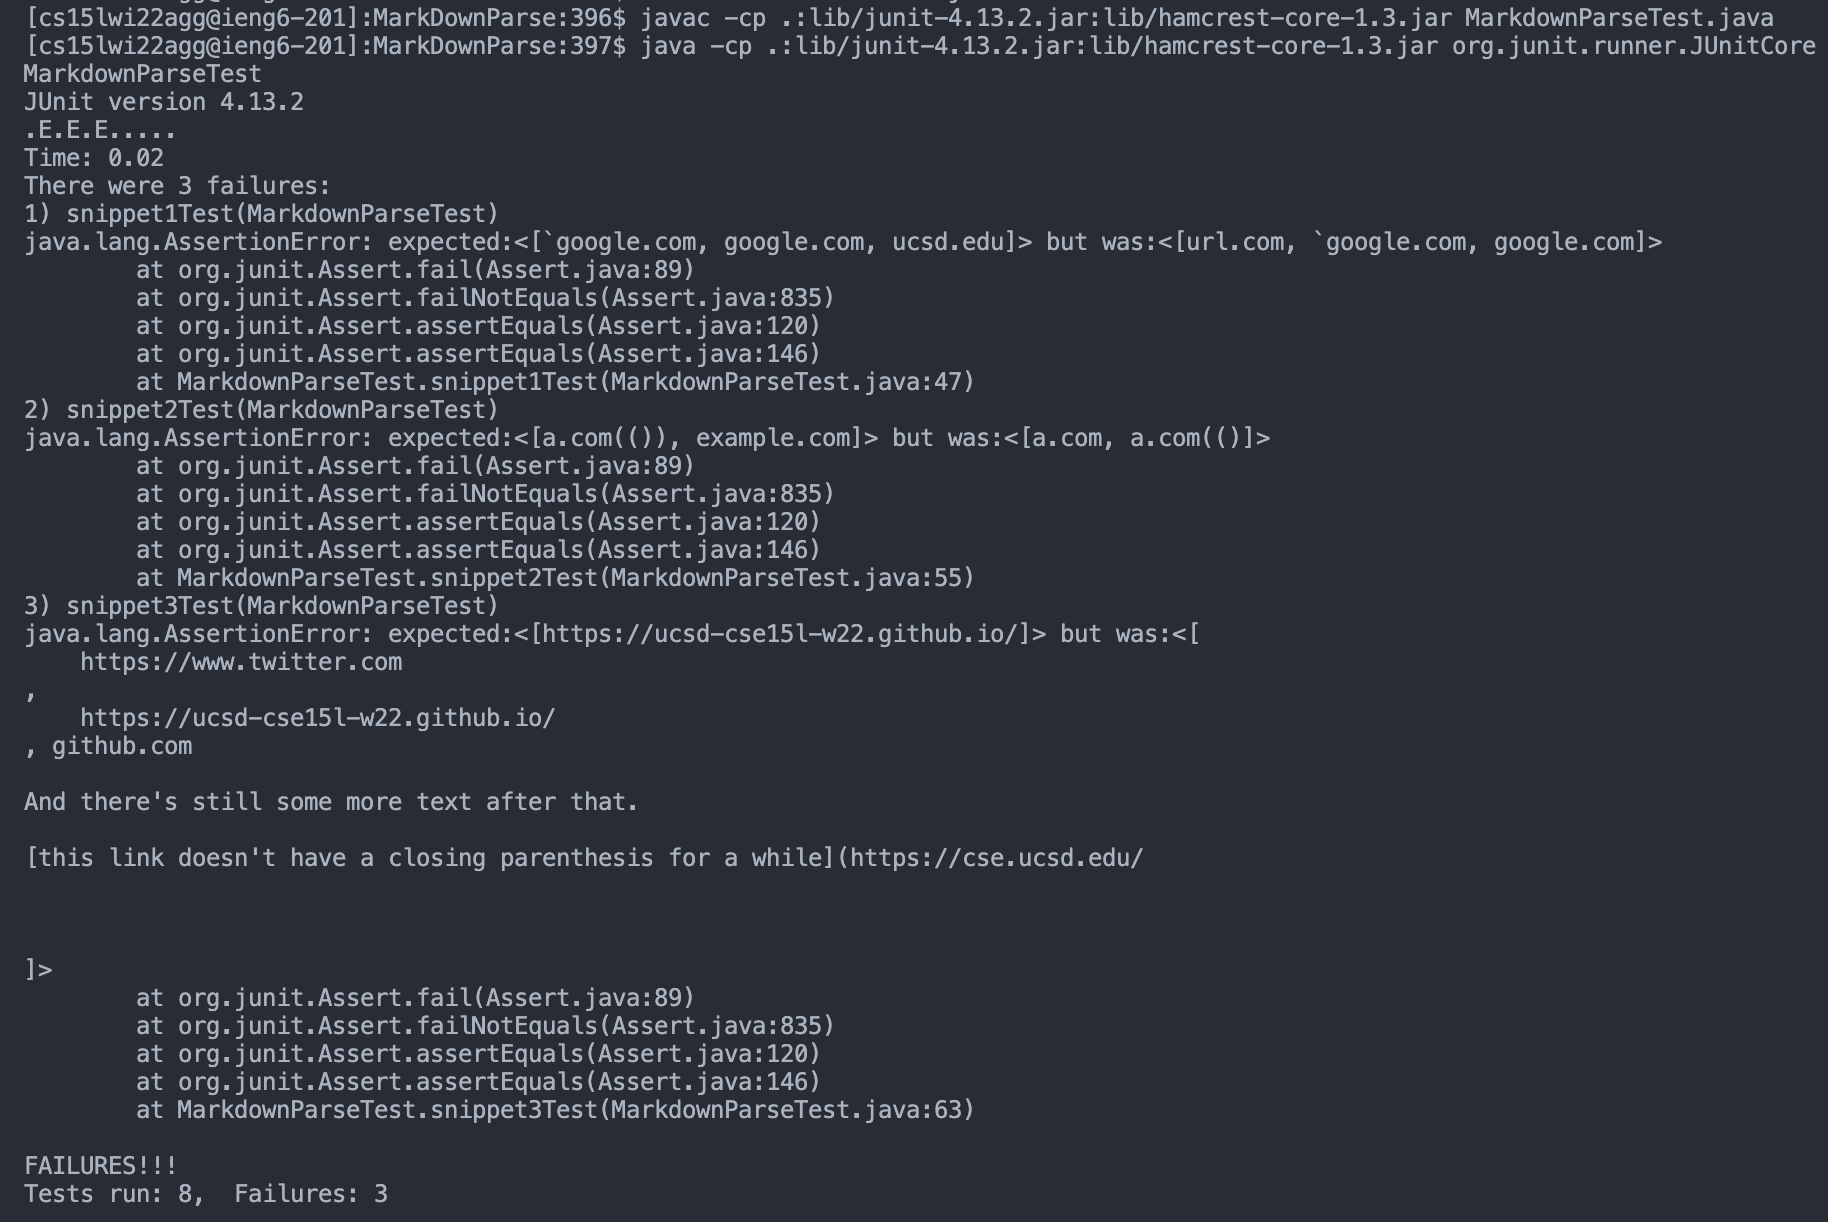 [cs15lwi22agg@ieng6-201]:MarkDownParse:396$ javac -cp .:lib/junit-4.13.2.jar:lib/hamcrest-core-1.3.jar MarkdownParseTest.java
[cs15lwi22agg@ieng6-201]:MarkDownParse:397$ java -cp .:lib/junit-4.13.2.jar:lib/hamcrest-core-1.3.jar org.junit.runner.JUnitCore
MarkdownParseTest
JUnit version 4.13.2
.E.E.E.....
Time: 0.02
There were 3 failures:
1) snippet1Test(MarkdownParseTest)
java.lang.AssertionError: expected:<[`google.com, google.com, ucsd.edu]> but was:<[url.com, `google.com, google.com]>
        at org.junit.Assert.fail(Assert.java:89)
        at org.junit.Assert.failNotEquals(Assert.java:835)
        at org.junit.Assert.assertEquals(Assert.java:120)
        at org.junit.Assert.assertEquals(Assert.java:146)
        at MarkdownParseTest.snippet1Test(MarkdownParseTest.java:47)
2) snippet2Test(MarkdownParseTest)
java.lang.AssertionError: expected:<[a.com(()), example.com]> but was:<[a.com, a.com(()]>
        at org.junit.Assert.fail(Assert.java:89)
        at org.junit.Assert.failNotEquals(Assert.java:835)
        at org.junit.Assert.assertEquals(Assert.java:120)
        at org.junit.Assert.assertEquals(Assert.java:146)
        at MarkdownParseTest.snippet2Test(MarkdownParseTest.java:55)
3) snippet3Test(MarkdownParseTest)
java.lang.AssertionError: expected:<[https://ucsd-cse15l-w22.github.io/]> but was:<[
    https://www.twitter.com
,
    https://ucsd-cse15l-w22.github.io/
, github.com

And there's still some more text after that.

[this link doesn't have a closing parenthesis for a while](https://cse.ucsd.edu/

]>
        at org.junit.Assert.fail(Assert.java:89)
        at org.junit.Assert.failNotEquals(Assert.java:835)
        at org.junit.Assert.assertEquals(Assert.java:120)
        at org.junit.Assert.assertEquals(Assert.java:146)
        at MarkdownParseTest.snippet3Test(MarkdownParseTest.java:63)

FAILURES!!!
Tests run: 8,  Failures: 3